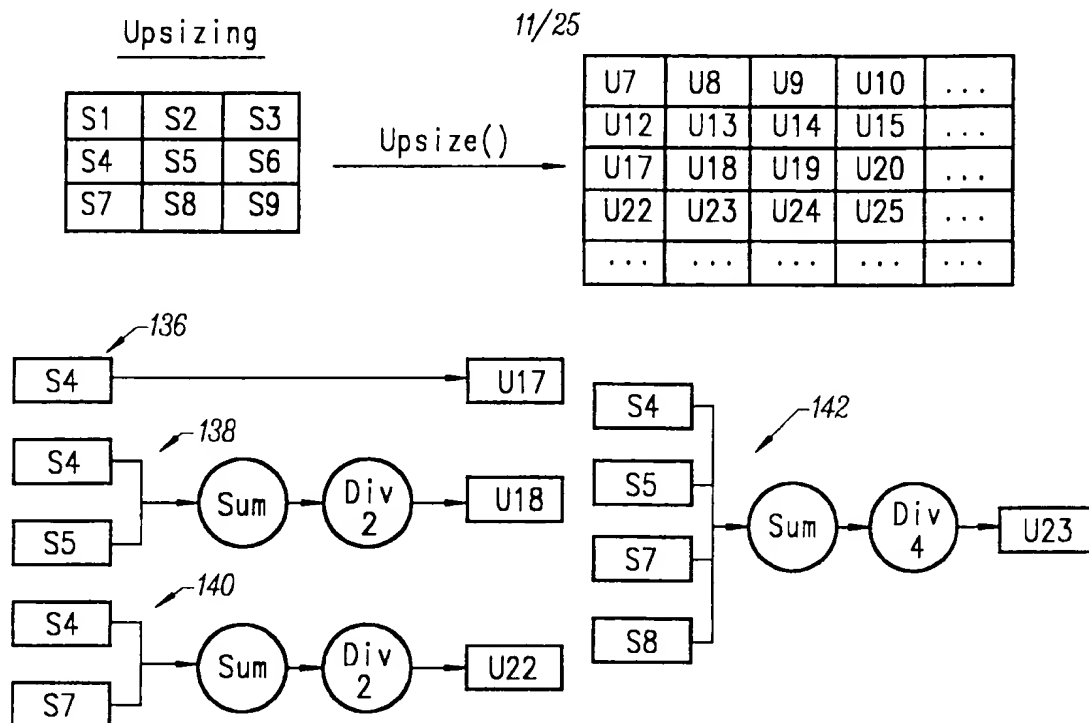 Upsizing
11/25
S1 S2 S3
S4 S5 S6
S7 S8 S9
Upsize()
U7 U8 U9 U10 ...
U12 U13 U14 U15 ...
U17 U18 U19 U20 ...
U22 U23 U24 U25 ...
... ... ... ... ...
136
S4 U17
138
S4
S5
Sum
Div 2
U18
140
S4
S7
Sum
Div 2
U22
142
S4
S5
S7
S8
Sum
Div 4
U23